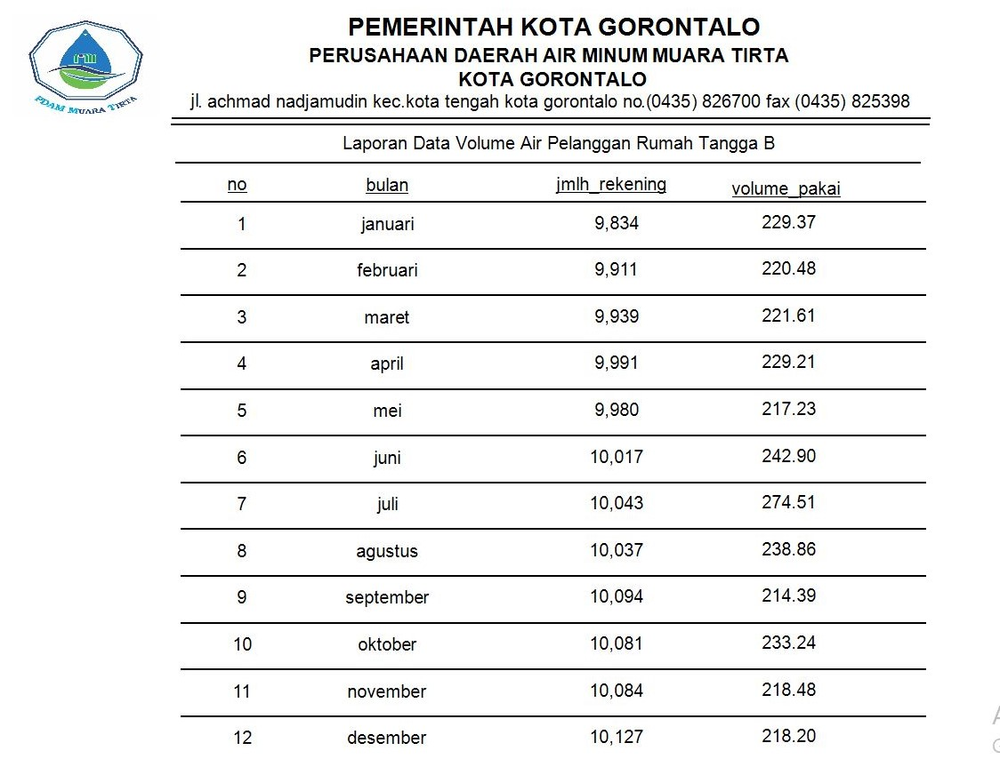 PEMERINTAH KOTA GORONTALO
PERUSAHAAN DAERAH AIR MINUM MUARA TIRTA
KOTA GORONTALO
jl. achmad nadjamudin kec.kota tengah kota gorontalo no.(0435) 826700 fax (0435) 825398
PDAM MUARA TIRTA
Laporan Data Volume Air Pelanggan Rumah Tangga B
no bulan jmlh_rekening volume_pakai
1 januari 9,834 229.37
2 februari 9,911 220.48
3 maret 9,939 221.61
4 april 9,991 229.21
5 mei 9,980 217.23
6 juni 10,017 242.90
7 juli 10,043 274.51
8 agustus 10,037 238.86
9 september 10,094 214.39
10 oktober 10,081 233.24
11 november 10,084 218.48
12 desember 10,127 218.20